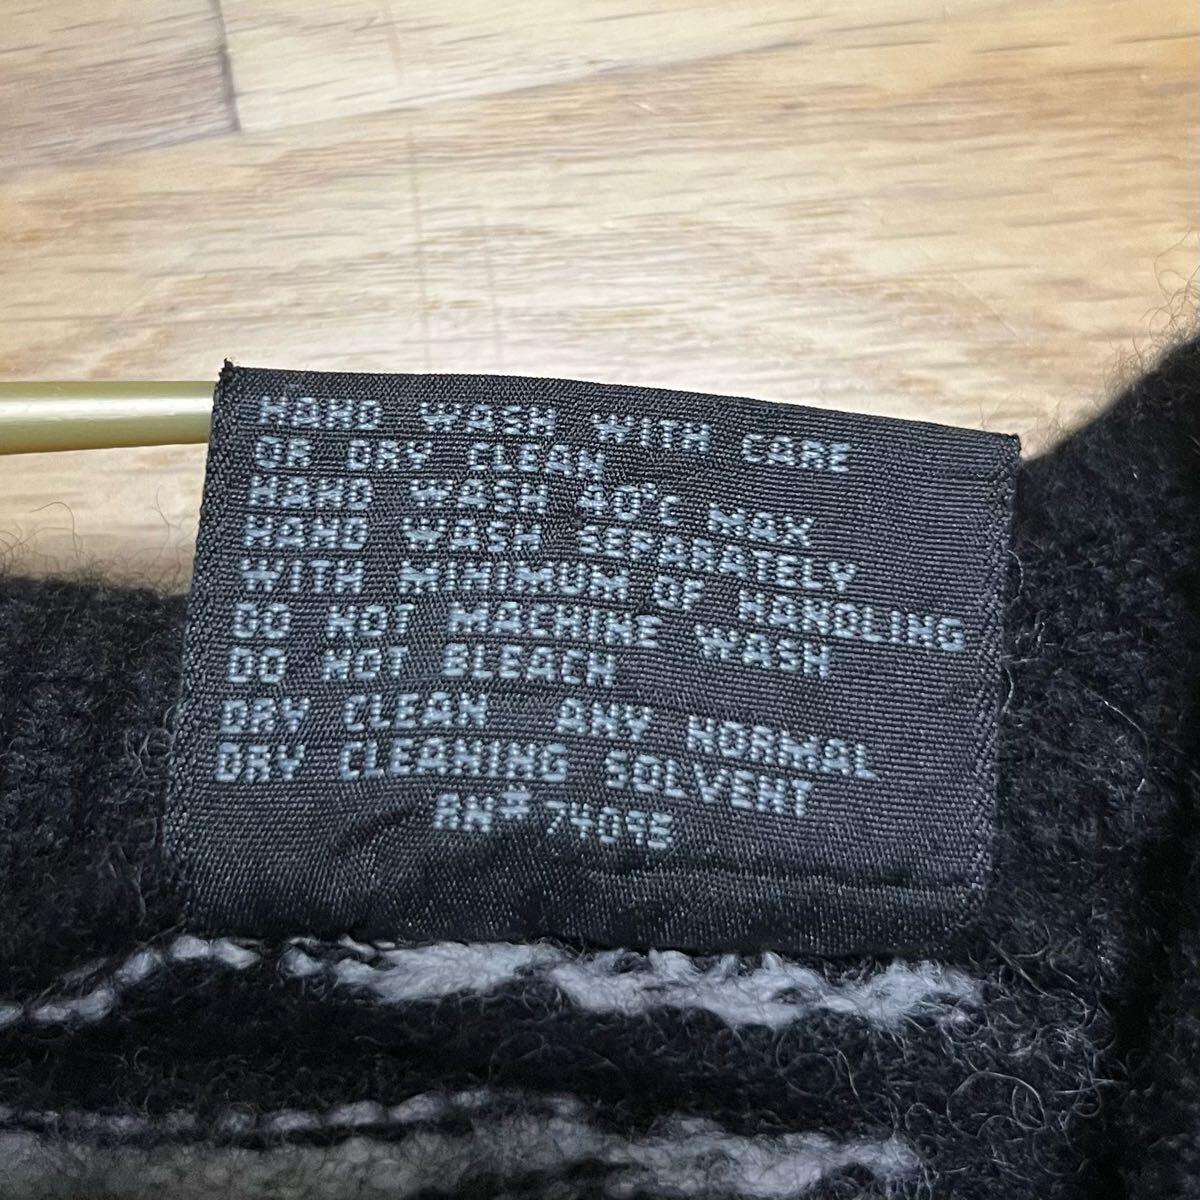 HAND WASH WITH CARE
OR DRY CLEAN
HAND WASH 40°C MAX
HAND WASH SEPARATELY
WITH MINIMUM OF HANDLING
DO NOT MACHINE WASH
DO NOT BLEACH
DRY CLEAN ANY NORMAL
DRY CLEANING SOLVENT
RN# 74095